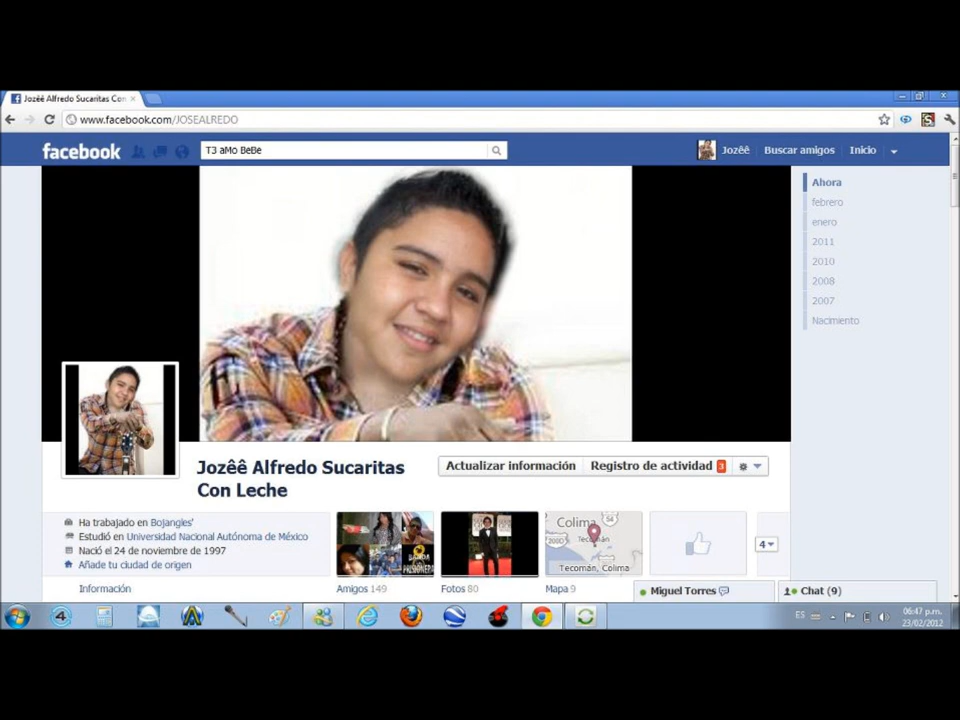 Jozêê Alfredo Sucaritas Con
www.facebook.com/JOSEALREDO
facebook
T3 aMo BeBe
Jozêê
Buscar amigos
Inicio
Ahora
febrero
enero
2011
2010
2008
2007
Nacimiento
Jozêê Alfredo Sucaritas
Con Leche
Actualizar información
Registro de actividad 3
Ha trabajado en Bojangles'
Estudió en Universidad Nacional Autónoma de México
Nació el 24 de noviembre de 1997
Añade tu ciudad de origen
Información
Amigos 149
Fotos 80
Colima
Tecomán
200D
Tecomán, Colima
Mapa 9
4
Miguel Torres
Chat (9)
ES
06:47 p.m.
23/02/2012